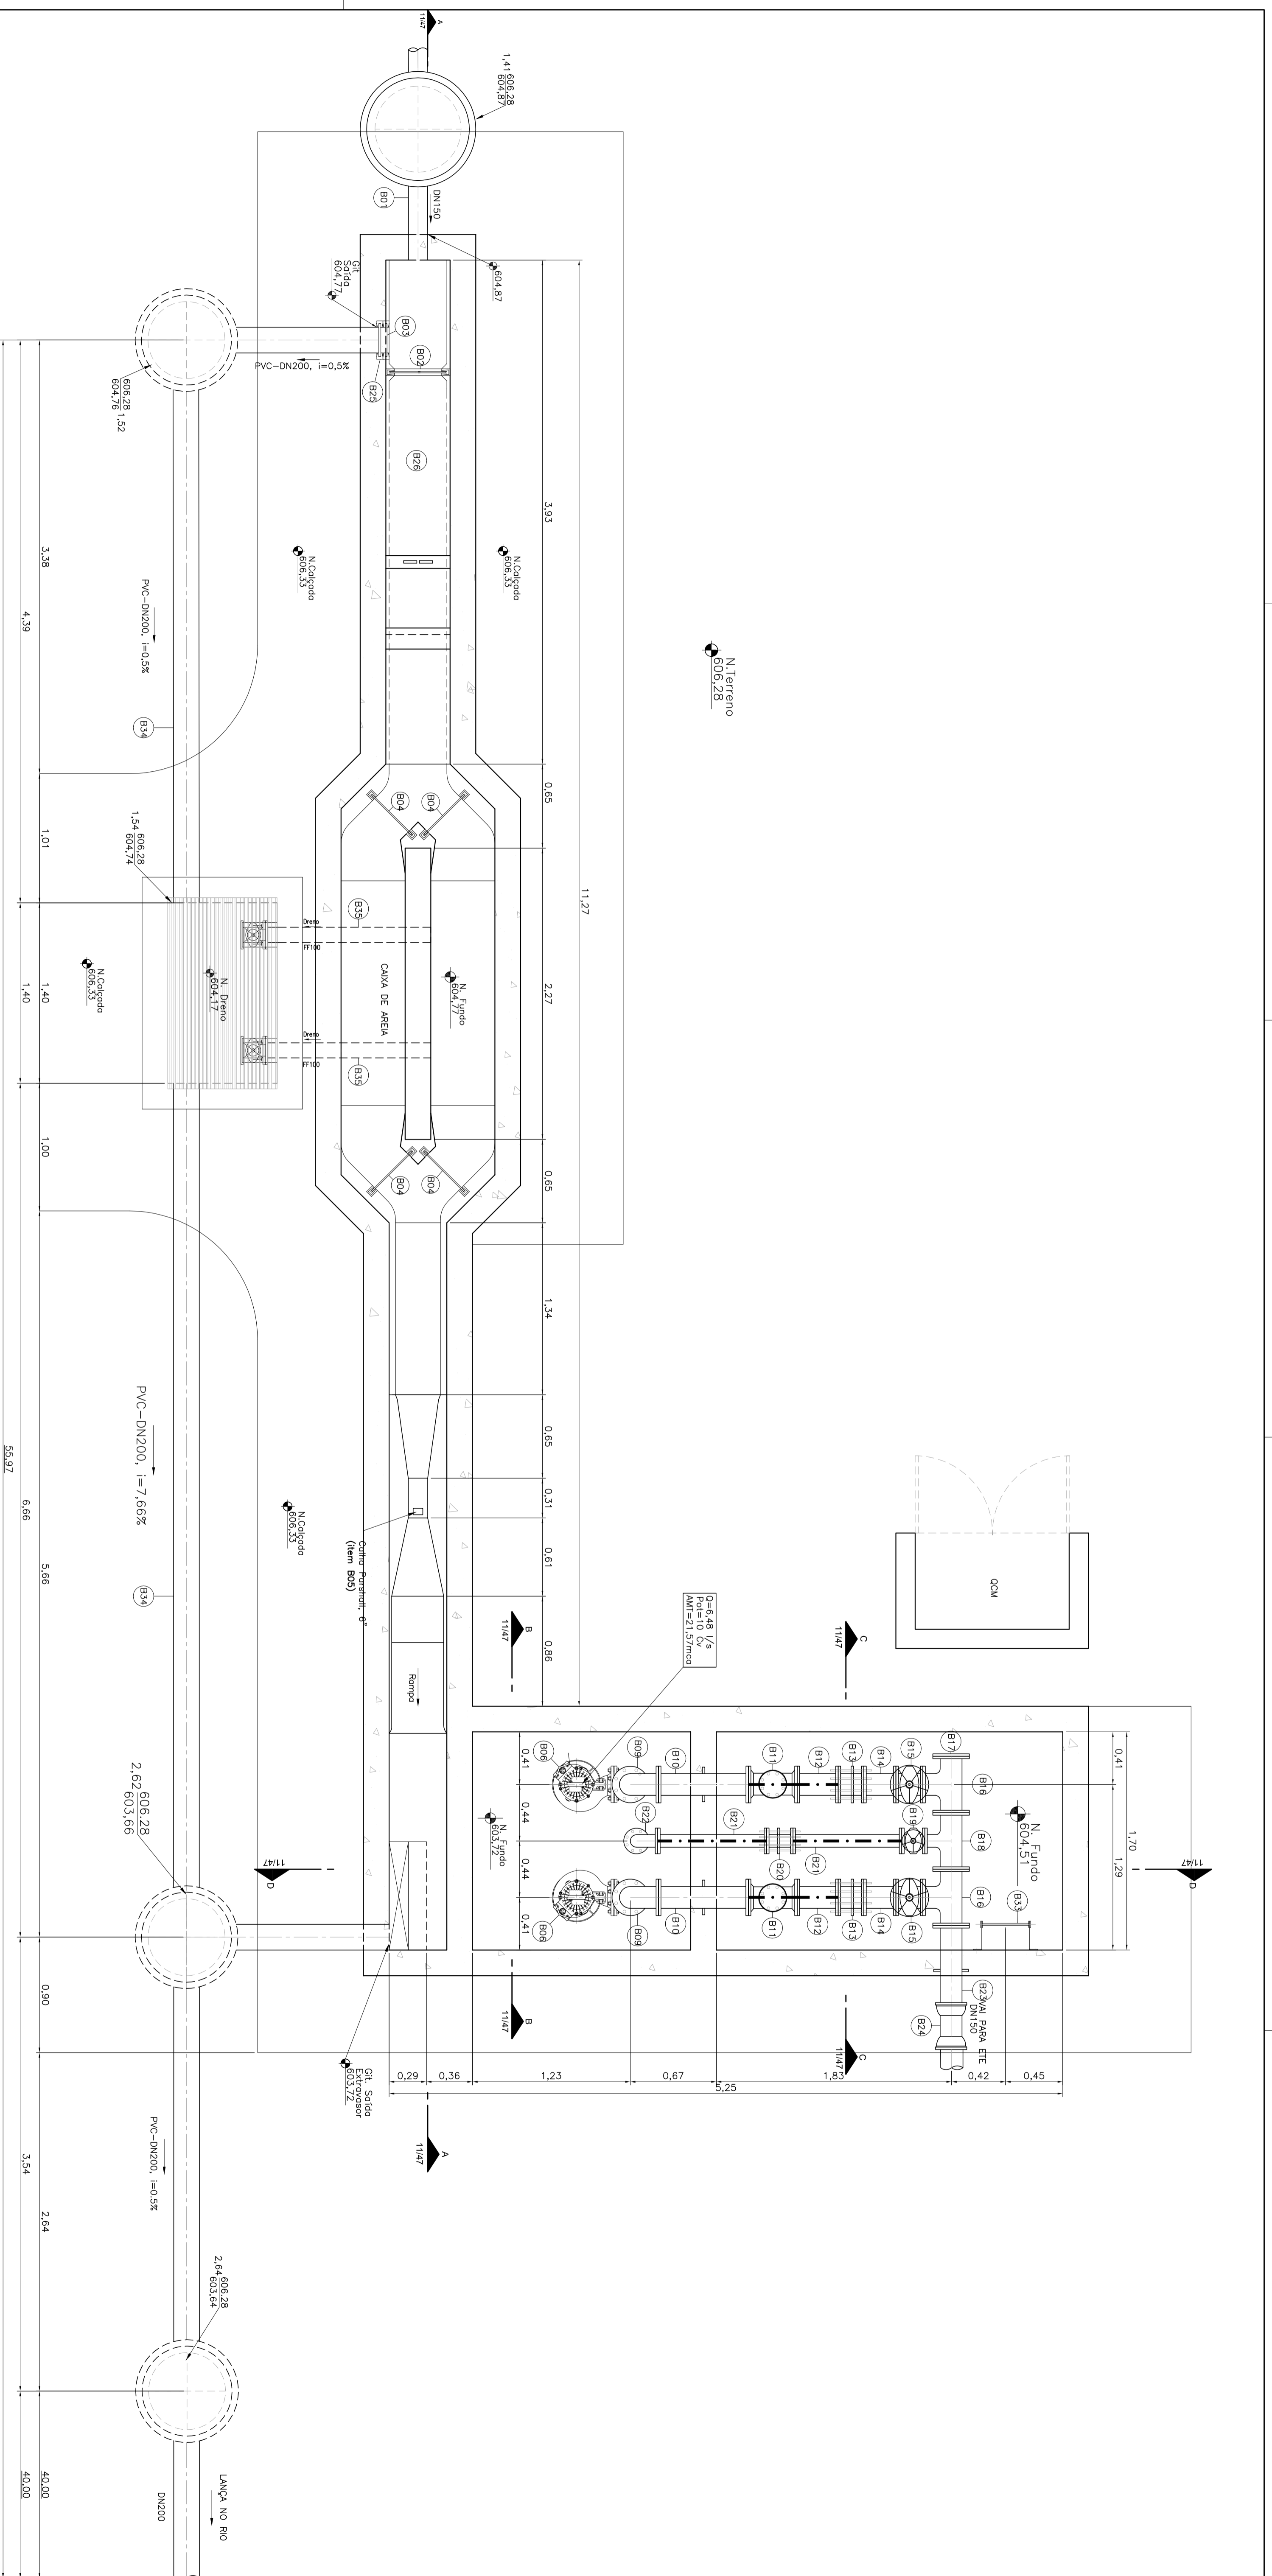 A
11/47
606,28
1,41
604,87
DN150
B01
604,87
Git
Saída
604,77
B03
B02
B25
PVC-DN200, i=0,5%
606,28
604,76
1,52
B26
3,93
11,27
N.Calçada
606,33
N.Calçada
606,33
N.Terreno
606,28
3,38
4,39
PVC-DN200, i=0,5%
B34
0,65
B04
B04
1,01
606,28
1,54
604,74
B35
Dreno
FF100
CAIXA DE AREIA
N. Fundo
604,77
2,27
N. Dreno
604,17
N.Calçada
606,33
1,40
1,40
Dreno
FF100
B35
1,00
B04
B04
0,65
1,34
PVC-DN200, i=7,66%
55,97
6,66
5,66
B34
N.Calçada
606,33
0,65
0,31
0,61
0,86
Calha Parshall, 6"
(item B05)
Rampa
Q=6,48 l/s
Pot=10 Cv
AMT=21,57mca
QCM
B
11/47
C
11/47
0,41
B06
B09
B10
B11
B12
B13
B14
B15
B17
B16
0,41
1,70
0,44
N. Fundo
603,72
B22
B21
B20
B21
B19
B18
N. Fundo
604,51
1,29
0,44
0,41
B06
B09
B10
B11
B12
B13
B14
B15
B16
B33
D
11/47
D
11/47
606.28
2,62
603,66
B23
VAI PARA ETE
DN150
B24
B
11/47
C
11/47
0,29
0,36
1,23
0,67
1,83
0,42
0,45
5,25
Git. Saída
Extravasor
603,72
A
11/47
0,90
PVC-DN200, i=0.5%
3,54
2,64
606.28
2,64
603,64
40,00
40,00
DN200
LANÇA NO RIO